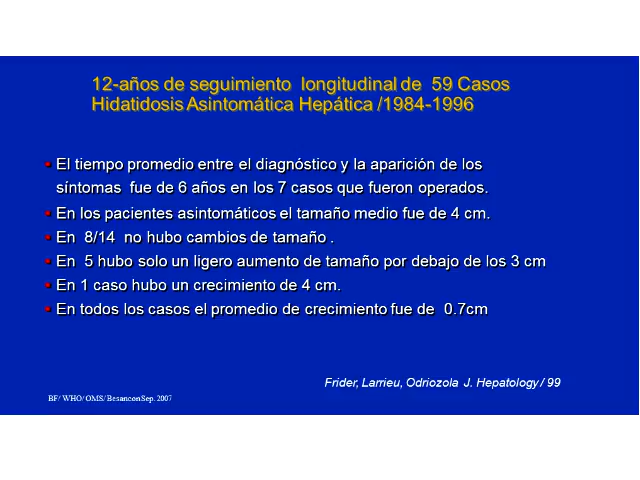 12-años de seguimiento longitudinal de 59 Casos
Hidatidosis Asintomática Hepática /1984-1996
El tiempo promedio entre el diagnóstico y la aparición de los
síntomas fue de 6 años en los 7 casos que fueron operados.
En los pacientes asintomáticos el tamaño medio fue de 4 cm.
En 8/14 no hubo cambios de tamaño .
En 5 hubo solo un ligero aumento de tamaño por debajo de los 3 cm
En 1 caso hubo un crecimiento de 4 cm.
En todos los casos el promedio de crecimiento fue de 0.7cm
Frider, Larrieu, Odriozola J. Hepatology / 99
BF/ WHO/ OMS/ Besancon Sep. 2007